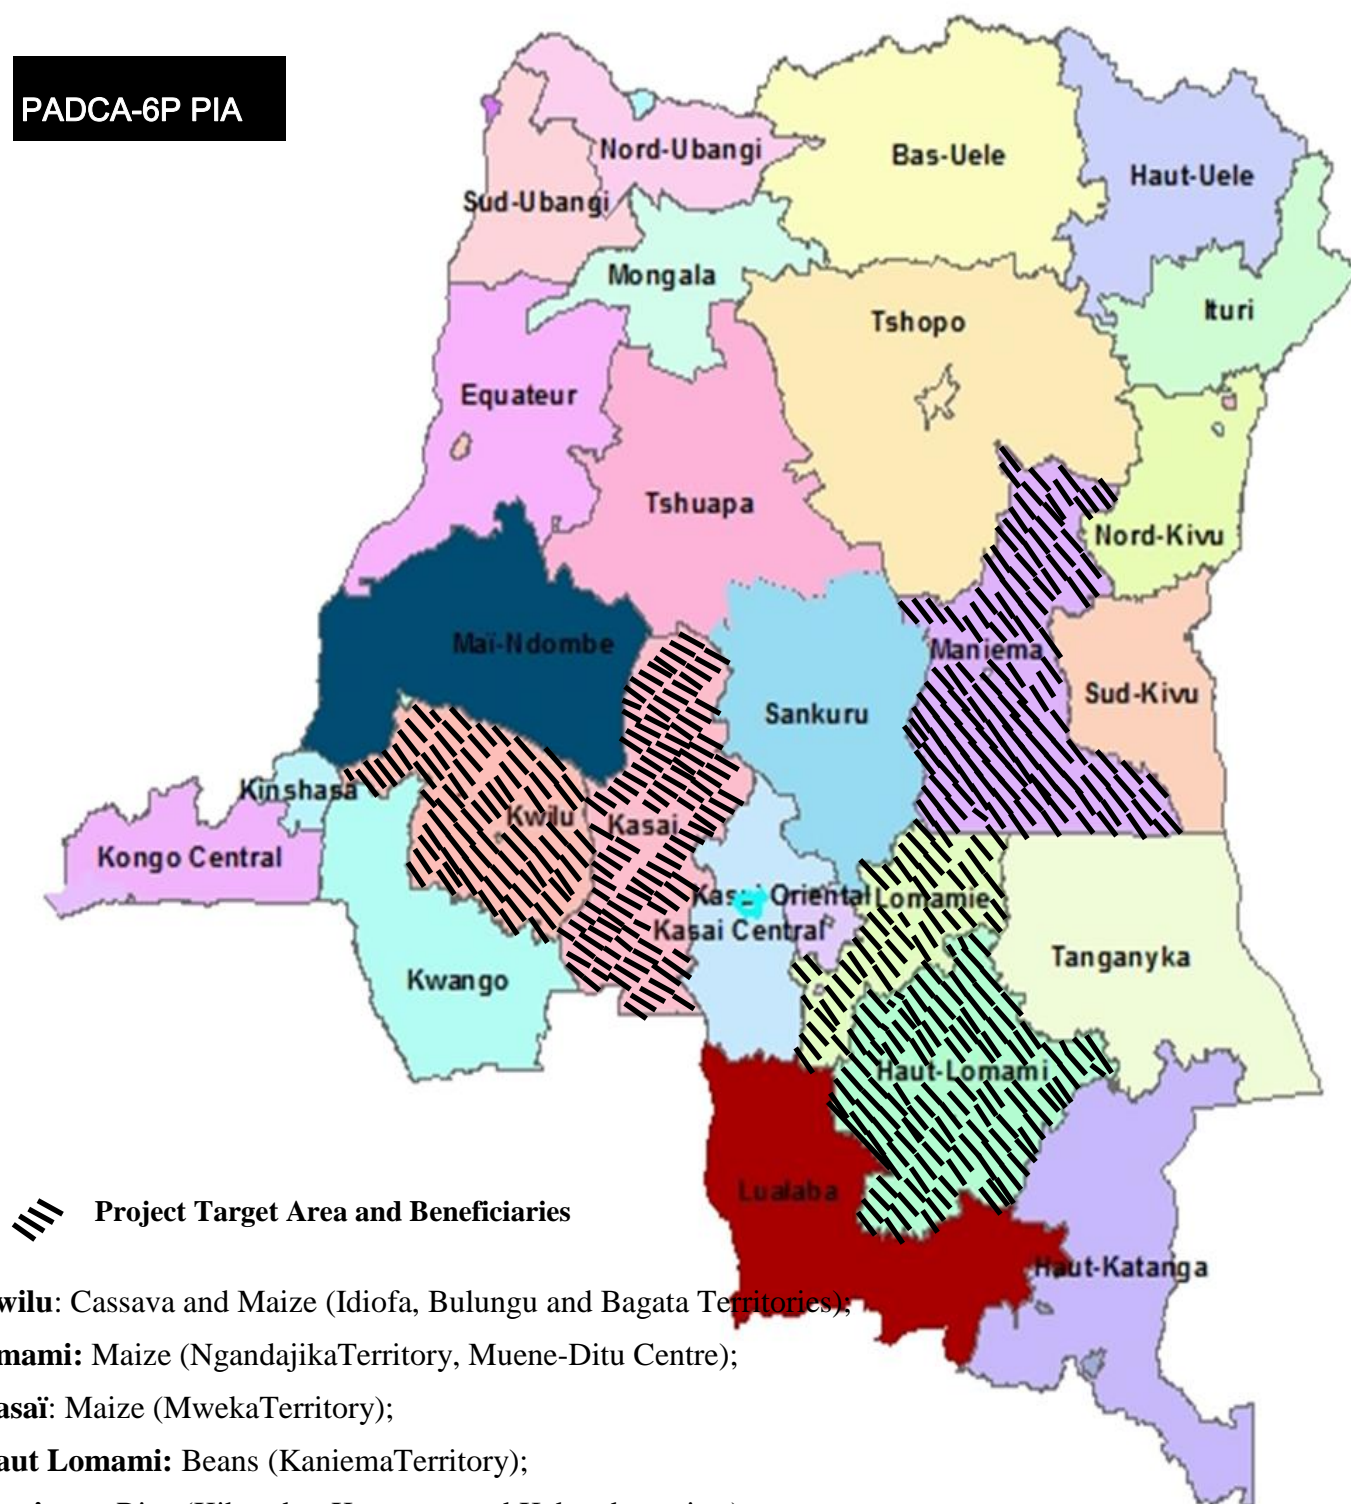 PADCA-6P PIA
Nord-Ubangi
Bas-Uele
Haut-Uele
Sud-Ubangi
Mongala
Ituri
Tshopo
Equateur
Tshuapa
Nord-Kivu
Maï-Ndombe
Maniema
Sud-Kivu
Sankuru
Kinshasa
Kwilu
Kasai
Kongo Central
Oriental
Lomamie
Kasai Central
Tanganyka
Kwango
Haut-Lomami
Lualaba
Project Target Area and Beneficiaries
Haut-Katanga
wilu: Cassava and Maize (Idiofa, Bulungu and Bagata Territories);
mami: Maize (NgandajikaTerritory, Muene-Ditu Centre);
asaï: Maize (MwekaTerritory);
aut Lomami: Beans (KaniemaTerritory);